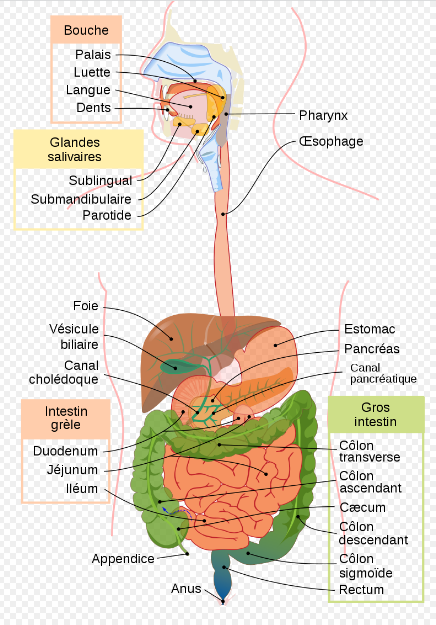 Bouche
Palais
Luette
Langue
Dents
Glandes
salivaires
Sublingual
Submandibulaire
Parotide
Pharynx
Œsophage
Foie
Vésicule
biliaire
Canal
cholédoque
Estomac
Pancréas
Canal
pancréatique
Intestin
grèle
Duodenum
Jéjunum
Iléum
Gros
intestin
Côlon
transverse
Côlon
ascendant
Cæcum
Côlon
descendant
Côlon
sigmoïde
Rectum
Appendice
Anus